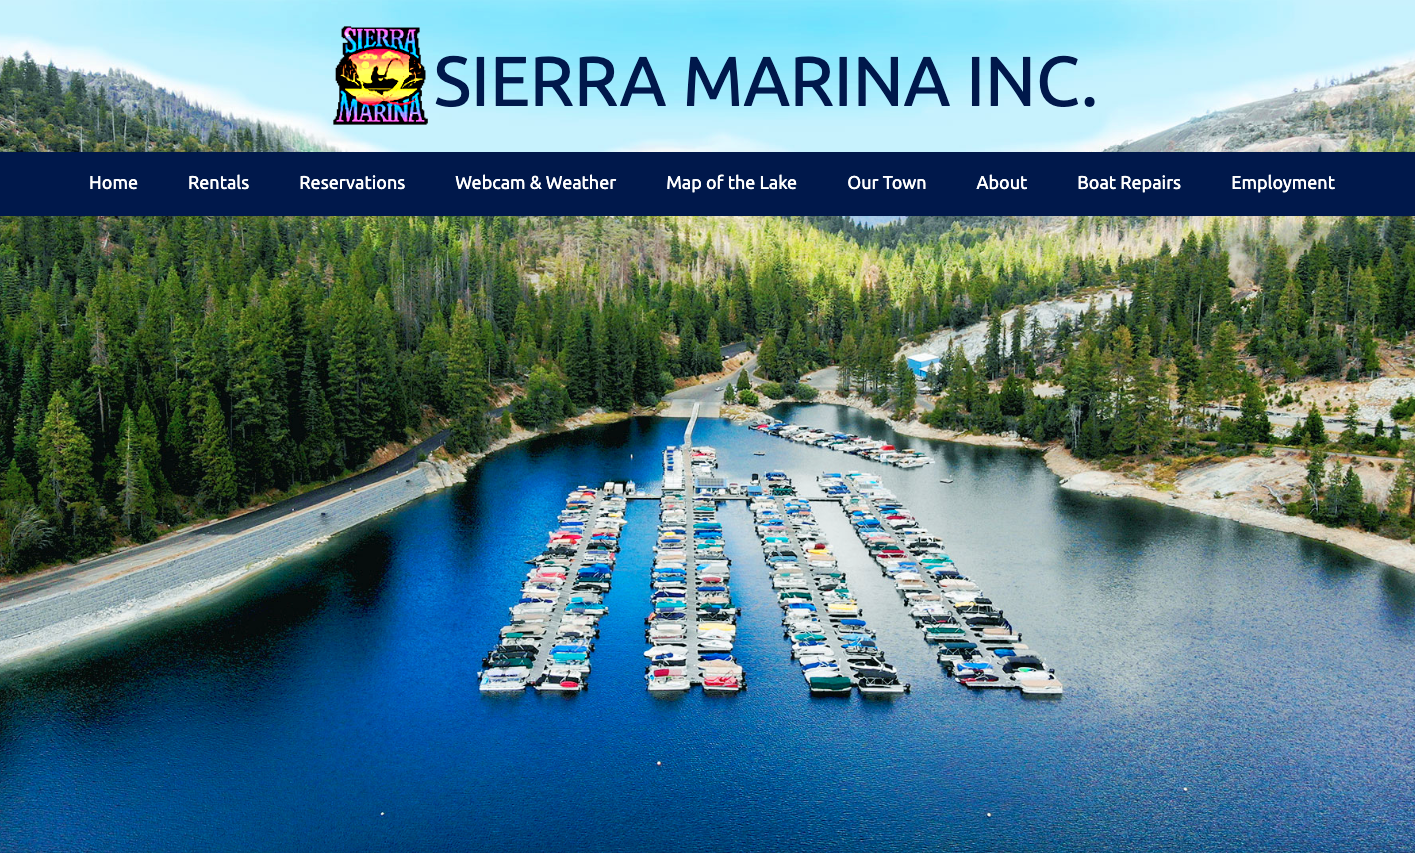 SIERRA
MARINA
SIERRA MARINA INC.
Home Rentals Reservations Webcam & Weather Map of the Lake Our Town About Boat Repairs Employment